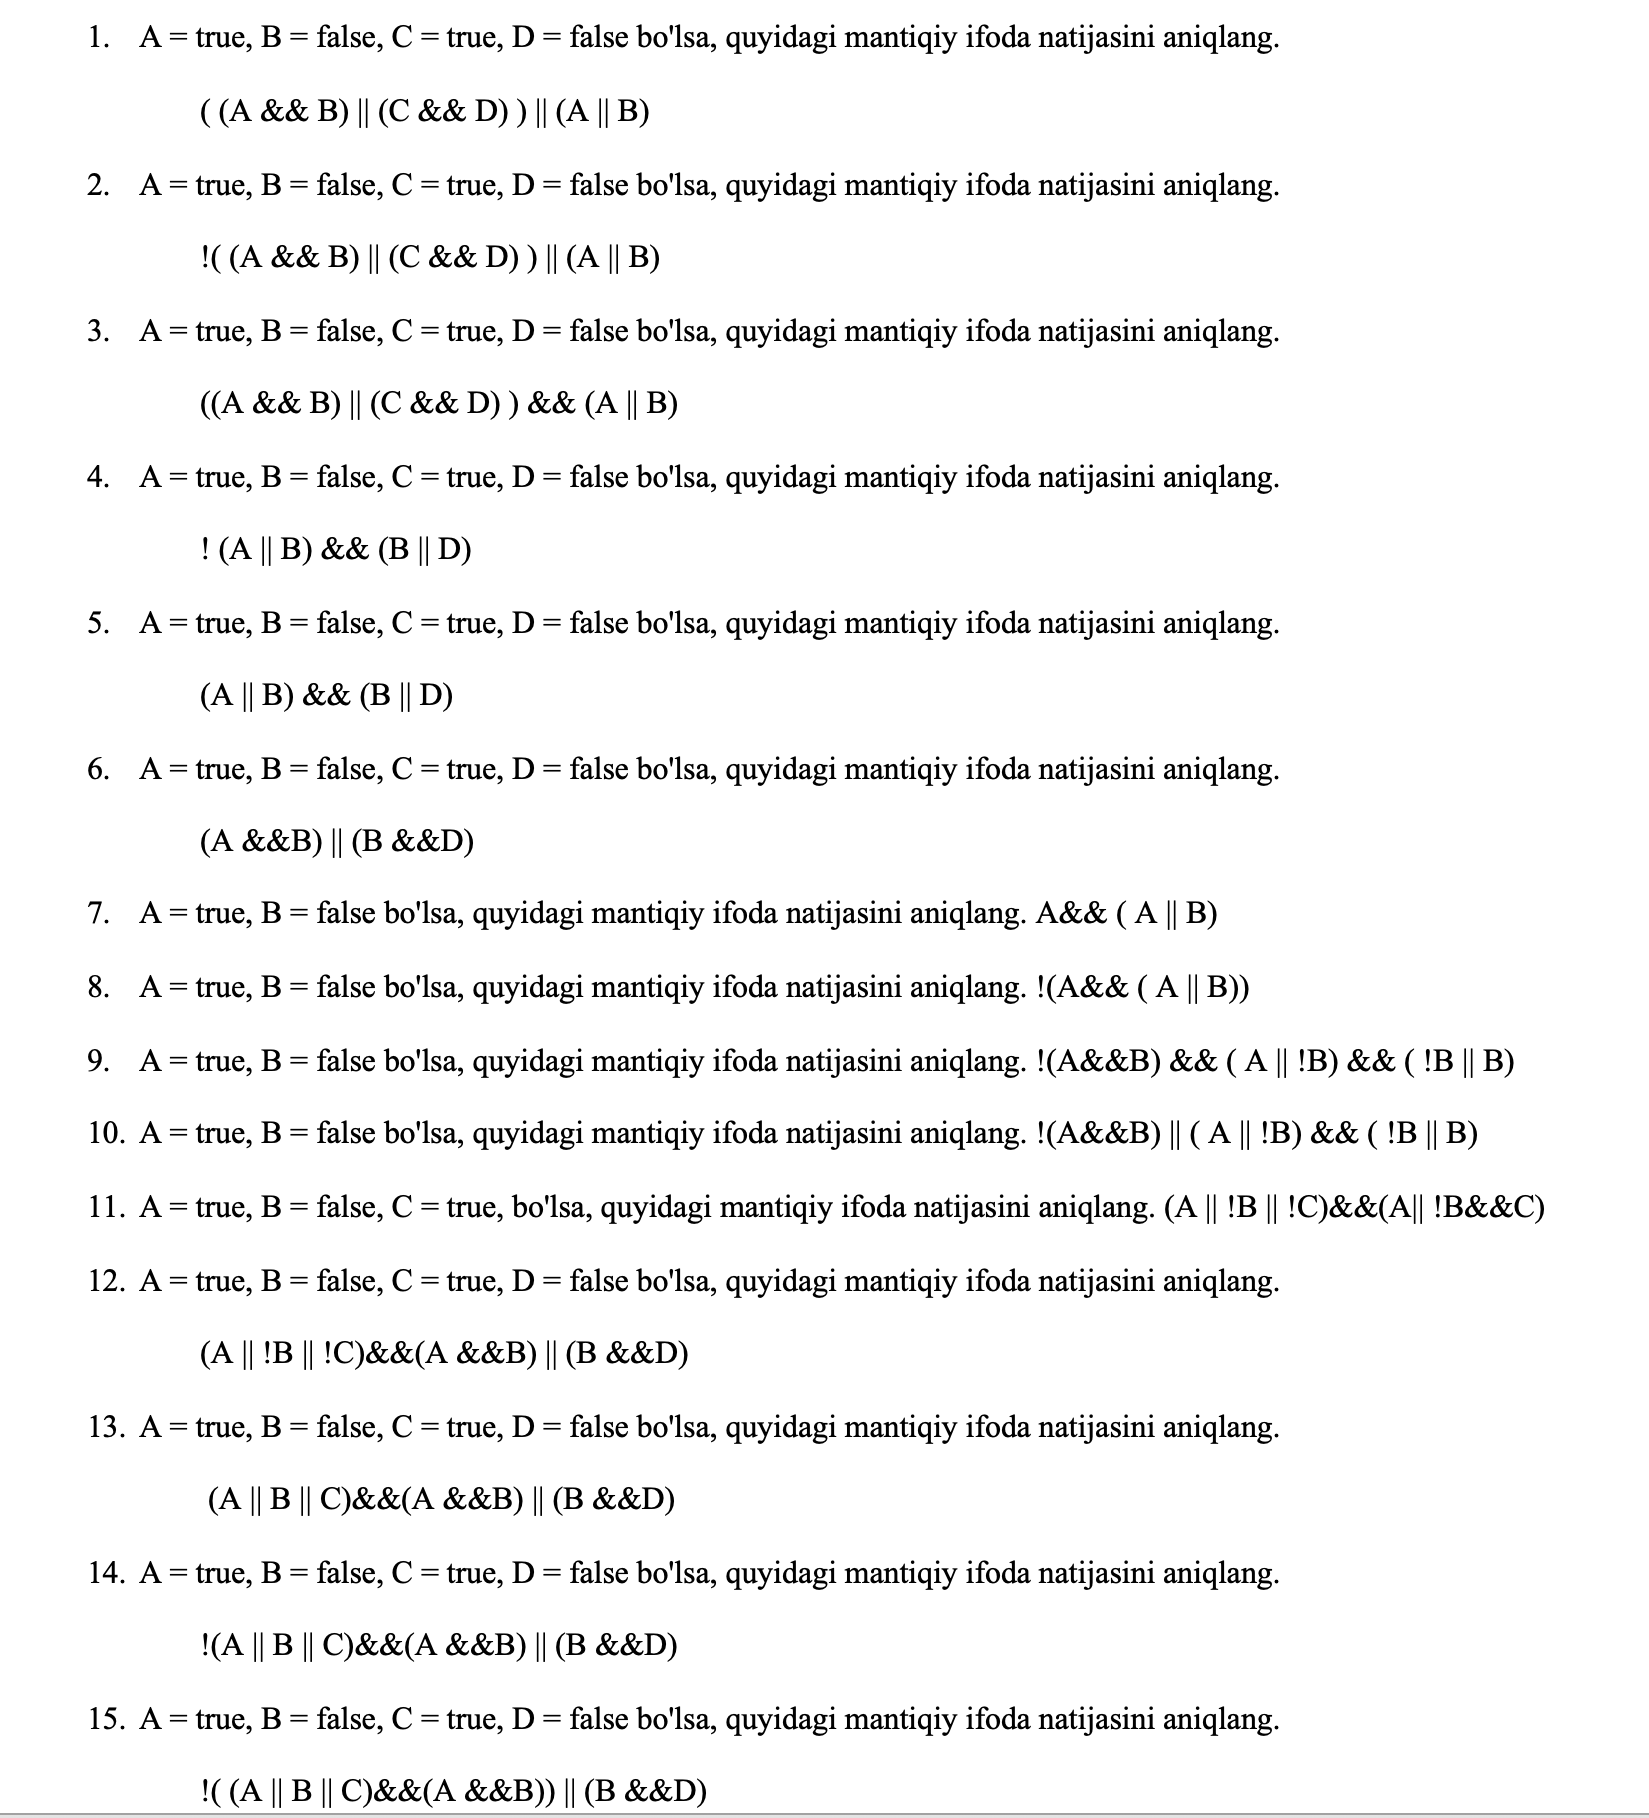 1. A = true, B = false, C = true, D = false bo'lsa, quyidagi mantiqiy ifoda natijasini aniqlang.
( (A && B) || (C && D) ) || (A || B)
2. A = true, B = false, C = true, D = false bo'lsa, quyidagi mantiqiy ifoda natijasini aniqlang.
!( (A && B) || (C && D) ) || (A || B)
3. A = true, B = false, C = true, D = false bo'lsa, quyidagi mantiqiy ifoda natijasini aniqlang.
((A && B) || (C && D) ) && (A || B)
4. A = true, B = false, C = true, D = false bo'lsa, quyidagi mantiqiy ifoda natijasini aniqlang.
! (A || B) && (B || D)
5. A = true, B = false, C = true, D = false bo'lsa, quyidagi mantiqiy ifoda natijasini aniqlang.
(A || B) && (B || D)
6. A = true, B = false, C = true, D = false bo'lsa, quyidagi mantiqiy ifoda natijasini aniqlang.
(A &&B) || (B &&D)
7. A = true, B = false bo'lsa, quyidagi mantiqiy ifoda natijasini aniqlang. A&& ( A || B)
8. A = true, B = false bo'lsa, quyidagi mantiqiy ifoda natijasini aniqlang. !(A&& ( A || B))
9. A = true, B = false bo'lsa, quyidagi mantiqiy ifoda natijasini aniqlang. !(A&&B) && ( A || !B) && ( !B || B)
10. A = true, B = false bo'lsa, quyidagi mantiqiy ifoda natijasini aniqlang. !(A&&B) || ( A || !B) && ( !B || B)
11. A = true, B = false, C = true, bo'lsa, quyidagi mantiqiy ifoda natijasini aniqlang. (A || !B || !C)&&(A|| !B&&C)
12. A = true, B = false, C = true, D = false bo'lsa, quyidagi mantiqiy ifoda natijasini aniqlang.
(A || !B || !C)&&(A &&B) || (B &&D)
13. A = true, B = false, C = true, D = false bo'lsa, quyidagi mantiqiy ifoda natijasini aniqlang.
(A || B || C)&&(A &&B) || (B &&D)
14. A = true, B = false, C = true, D = false bo'lsa, quyidagi mantiqiy ifoda natijasini aniqlang.
!(A || B || C)&&(A &&B) || (B &&D)
15. A = true, B = false, C = true, D = false bo'lsa, quyidagi mantiqiy ifoda natijasini aniqlang.
!( (A || B || C)&&(A &&B)) || (B &&D)